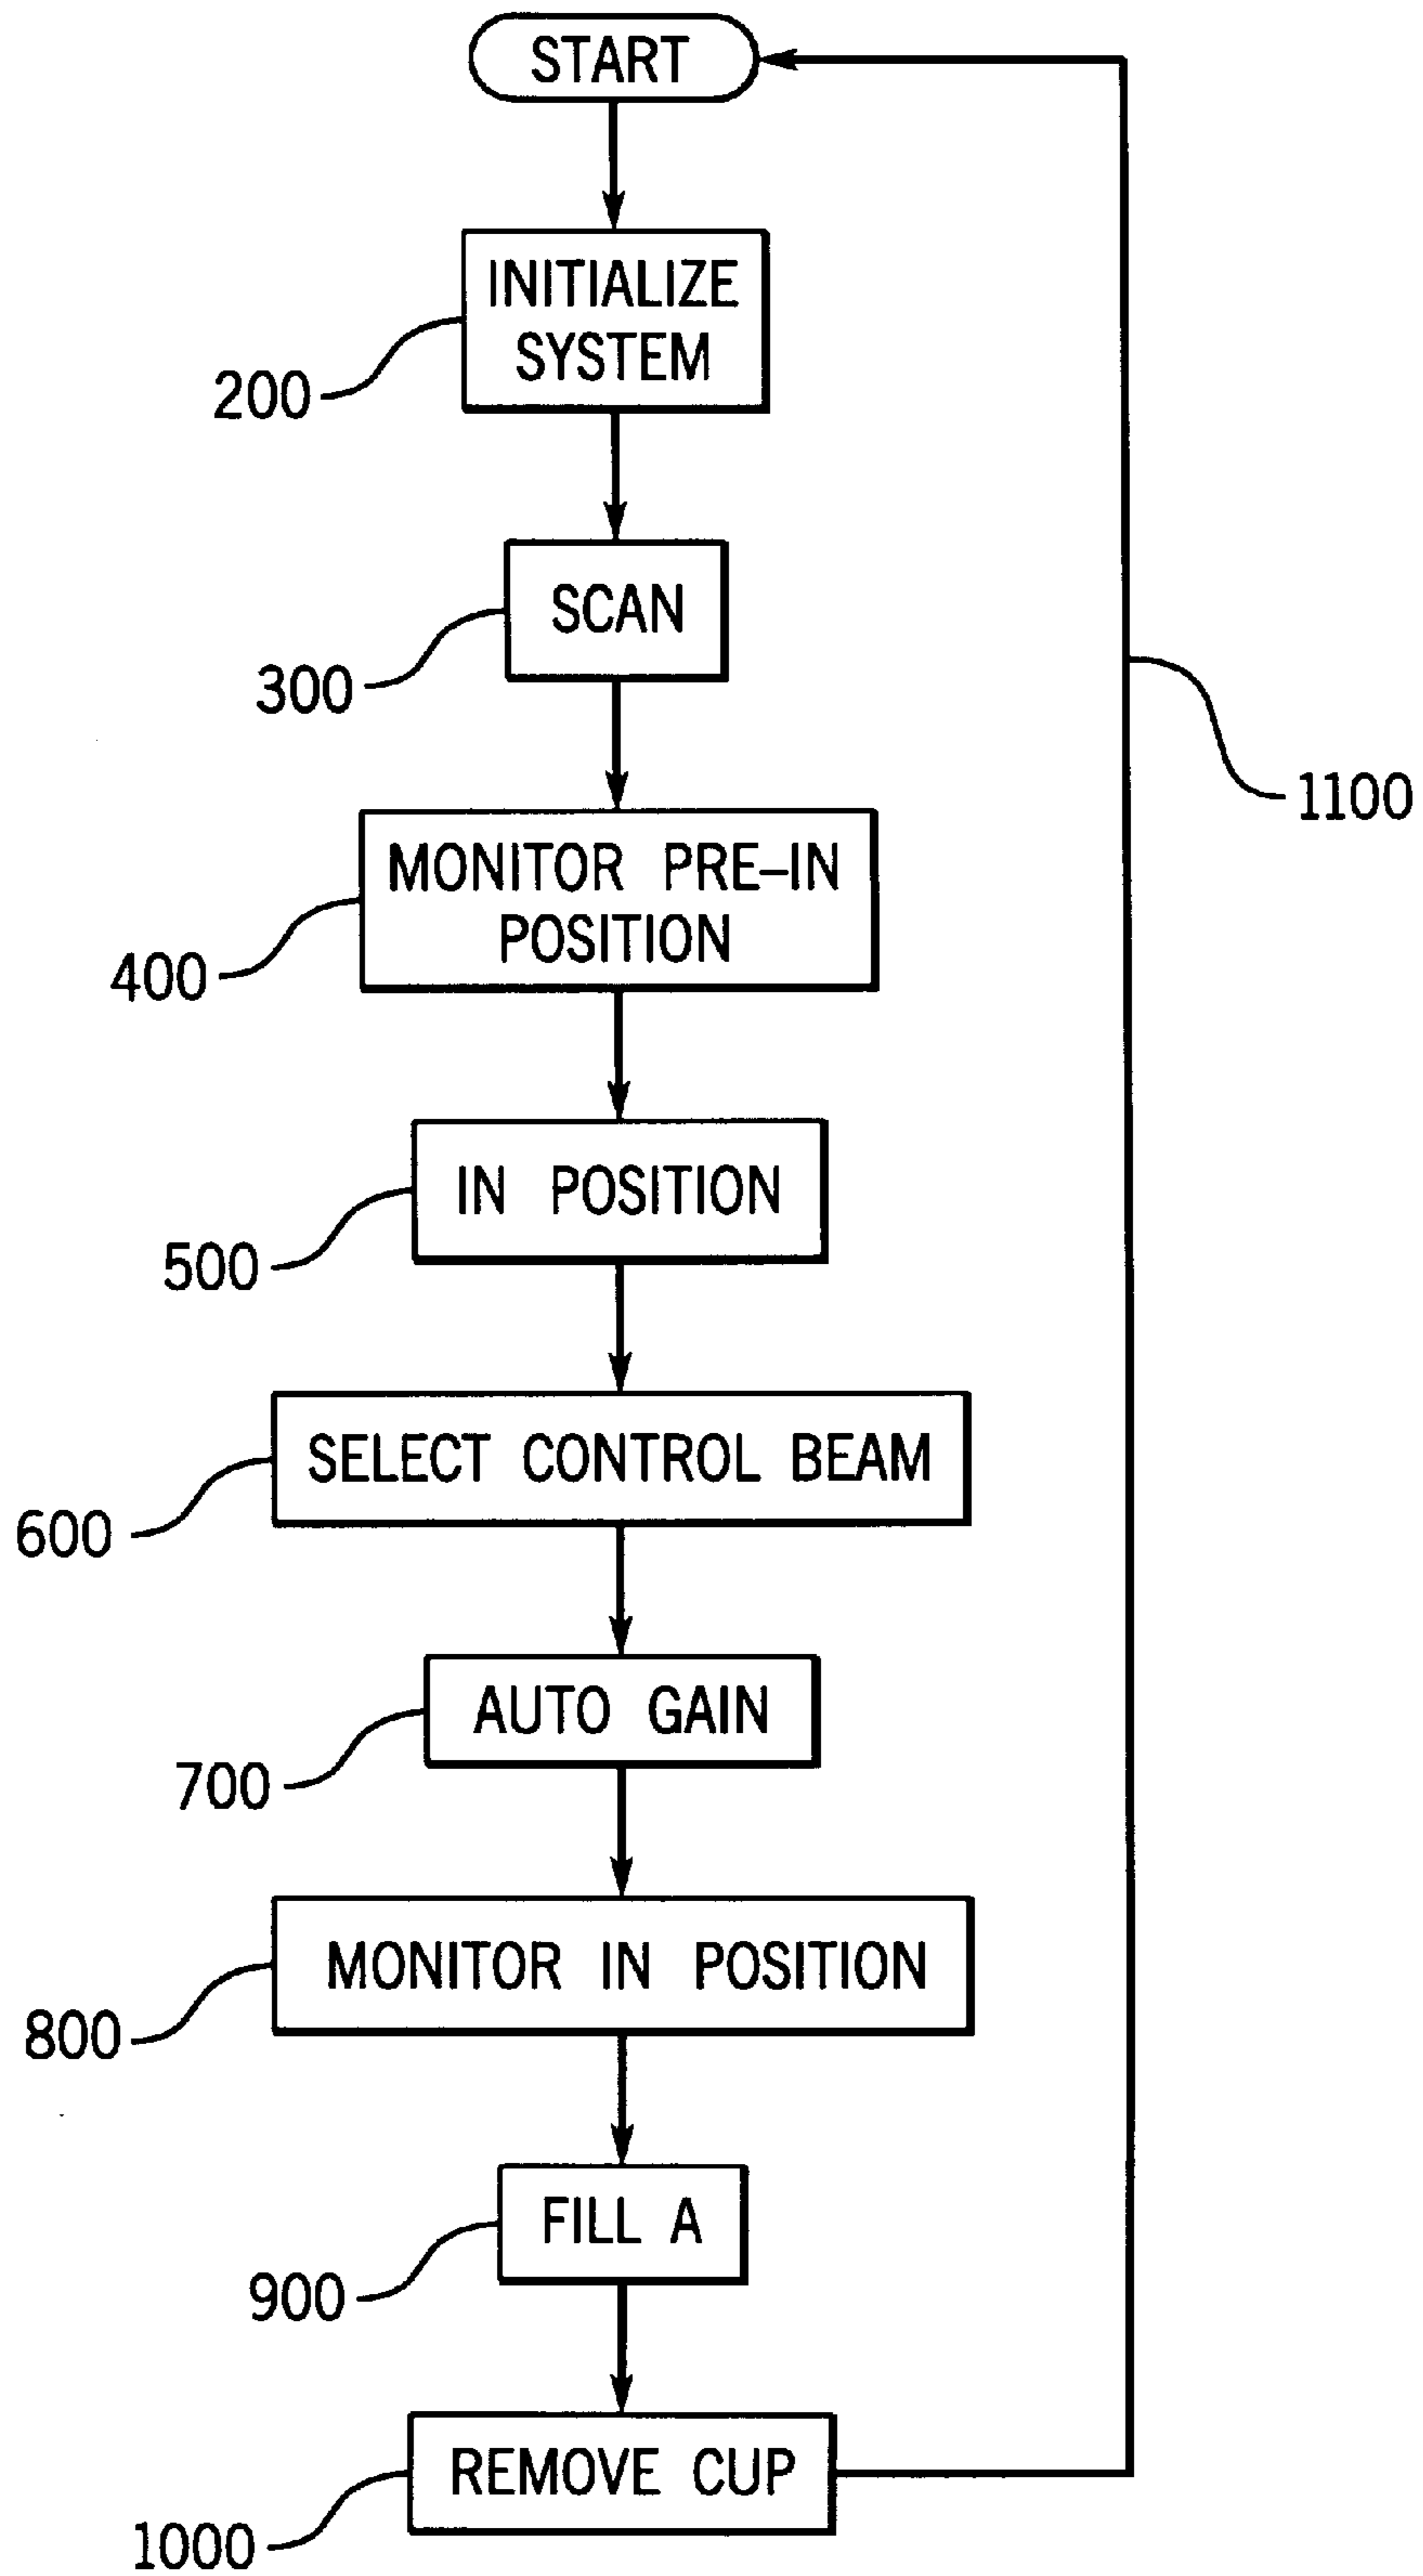 START
INITIALIZE
SYSTEM
200
SCAN
300
1100
MONITOR PRE-IN
POSITION
400
IN POSITION
500
SELECT CONTROL BEAM
600
AUTO GAIN
700
MONITOR IN POSITION
800
FILL A
900
REMOVE CUP
1000